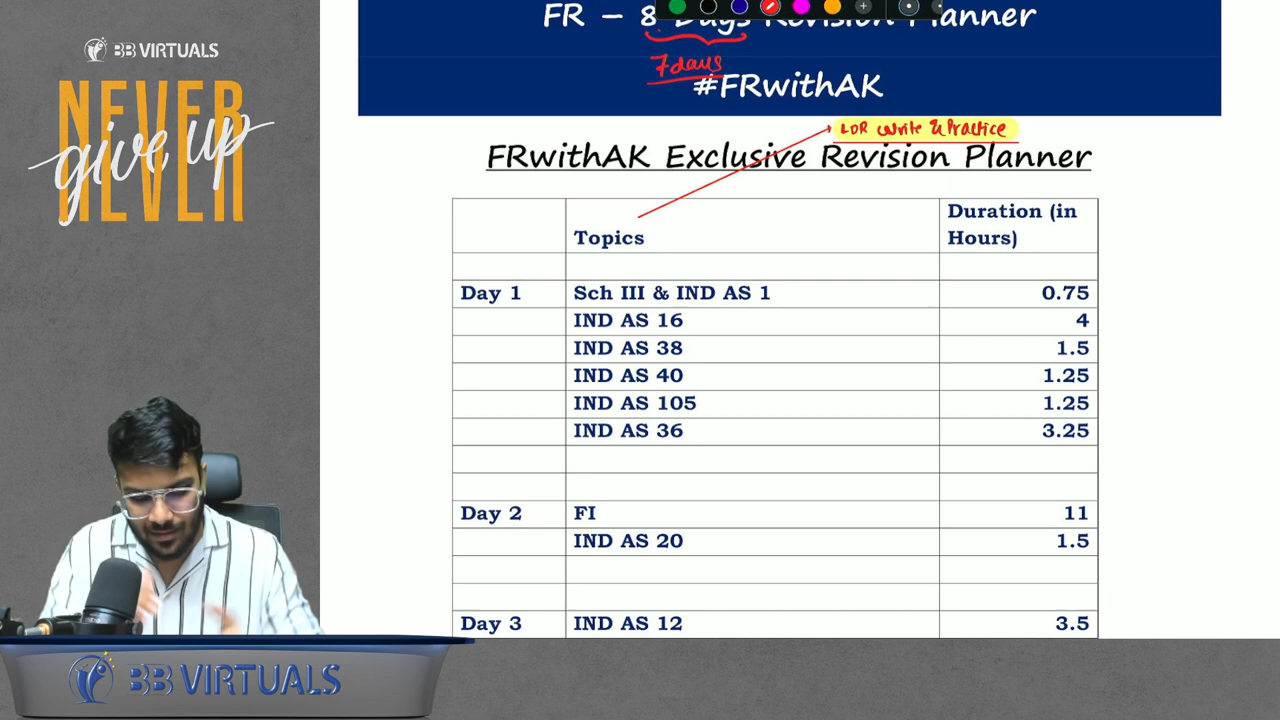 BB VIRTUALS
NEVER
give up
NEVER
FR – 8 Days Revision Planner
7 days
#FRwithAK
LDR Write & Practice
FRwithAK Exclusive Revision Planner
Topics
Duration (in Hours)
Day 1 Sch III & IND AS 1 0.75
IND AS 16 4
IND AS 38 1.5
IND AS 40 1.25
IND AS 105 1.25
IND AS 36 3.25
Day 2 FI 11
IND AS 20 1.5
Day 3 IND AS 12 3.5
BB VIRTUALS